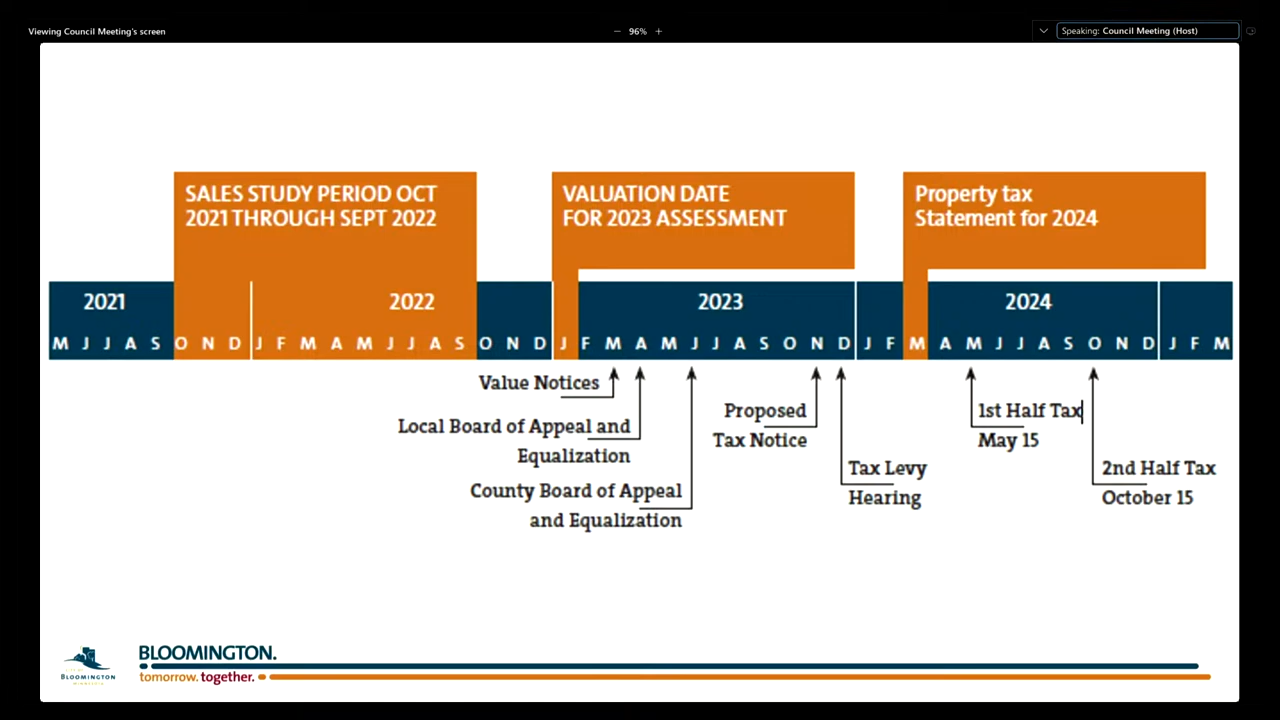 Viewing Council Meeting's screen
— 96% +
Speaking: Council Meeting (Host)
SALES STUDY PERIOD OCT
2021 THROUGH SEPT 2022
VALUATION DATE
FOR 2023 ASSESSMENT
Property tax
Statement for 2024
2021 2022 2023 2024
M J J A S O N D J F M A M J J A S O N D J F M A M J J A S O N D J F M A M J J A S O N D J F M
Value Notices
Local Board of Appeal and
Equalization
County Board of Appeal
and Equalization
Proposed
Tax Notice
Tax Levy
Hearing
1st Half Tax
May 15
2nd Half Tax
October 15
BLOOMINGTON
BLOOMINGTON.
tomorrow. together.